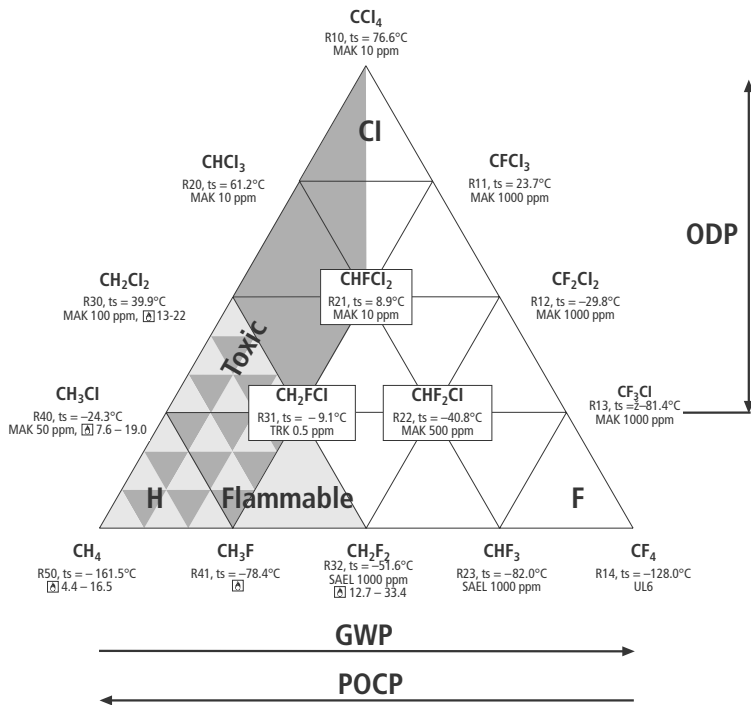 CCl₄
R10, ts = 76.6°C
MAK 10 ppm
Cl
CHCl₃
R20, ts = 61.2°C
MAK 10 ppm
CFCl₃
R11, ts = 23.7°C
MAK 1000 ppm
ODP
CH₂Cl₂
R30, ts = 39.9°C
MAK 100 ppm, 13-22
CHFCl₂
R21, ts = 8.9°C
MAK 10 ppm
CF₂Cl₂
R12, ts = –29.8°C
MAK 1000 ppm
Toxic
CH₃Cl
R40, ts = –24.3°C
MAK 50 ppm, 7.6 – 19.0
CH₂FCl
R31, ts = – 9.1°C
TRK 0.5 ppm
CHF₂Cl
R22, ts = –40.8°C
MAK 500 ppm
CF₃Cl
R13, ts =z–81.4°C
MAK 1000 ppm
H
Flammable
F
CH₄
R50, ts = – 161.5°C
4.4 – 16.5
CH₃F
R41, ts = –78.4°C
CH₂F₂
R32, ts = –51.6°C
SAEL 1000 ppm
12.7 – 33.4
CHF₃
R23, ts = –82.0°C
SAEL 1000 ppm
CF₄
R14, ts = –128.0°C
UL6
GWP
POCP